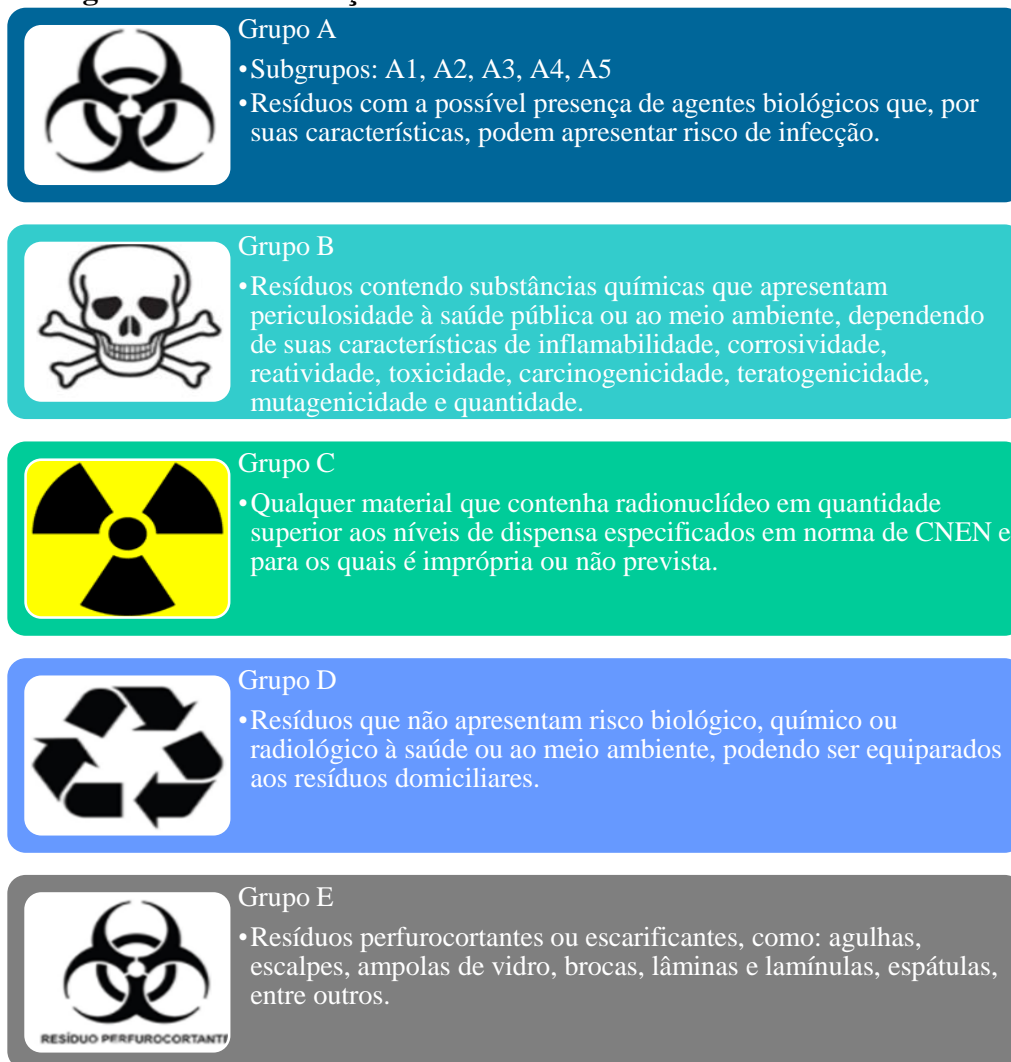 Grupo A
•Subgrupos: A1, A2, A3, A4, A5
•Resíduos com a possível presença de agentes biológicos que, por
suas características, podem apresentar risco de infecção.
Grupo B
•Resíduos contendo substâncias químicas que apresentam
periculosidade à saúde pública ou ao meio ambiente, dependendo
de suas características de inflamabilidade, corrosividade,
reatividade, toxicidade, carcinogenicidade, teratogenicidade,
mutagenicidade e quantidade.
Grupo C
•Qualquer material que contenha radionuclídeo em quantidade
superior aos níveis de dispensa especificados em norma de CNEN e
para os quais é imprópria ou não prevista.
Grupo D
•Resíduos que não apresentam risco biológico, químico ou
radiológico à saúde ou ao meio ambiente, podendo ser equiparados
aos resíduos domiciliares.
Grupo E
•Resíduos perfurocortantes ou escarificantes, como: agulhas,
escalpes, ampolas de vidro, brocas, lâminas e lamínulas, espátulas,
entre outros.
RESÍDUO PERFUROCORTANTE